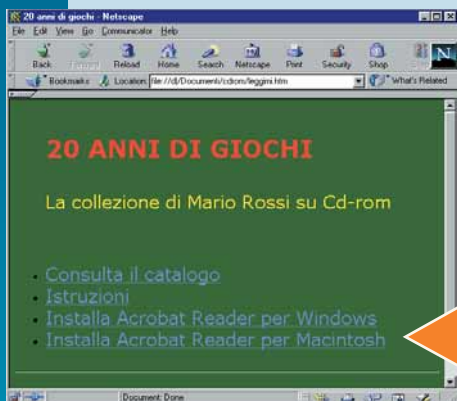 20 anni di giochi - Netscape
File Edit View Go Communicator Help
Back Forward Reload Home Search Netscape Print Security Shop
Bookmarks Location: file:///d|/Documenti/cdrom/leggimi.htm What's Related
N
20 ANNI DI GIOCHI
La collezione di Mario Rossi su Cd-rom
Consulta il catalogo
Istruzioni
Installa Acrobat Reader per Windows
Installa Acrobat Reader per Macintosh
Document: Done